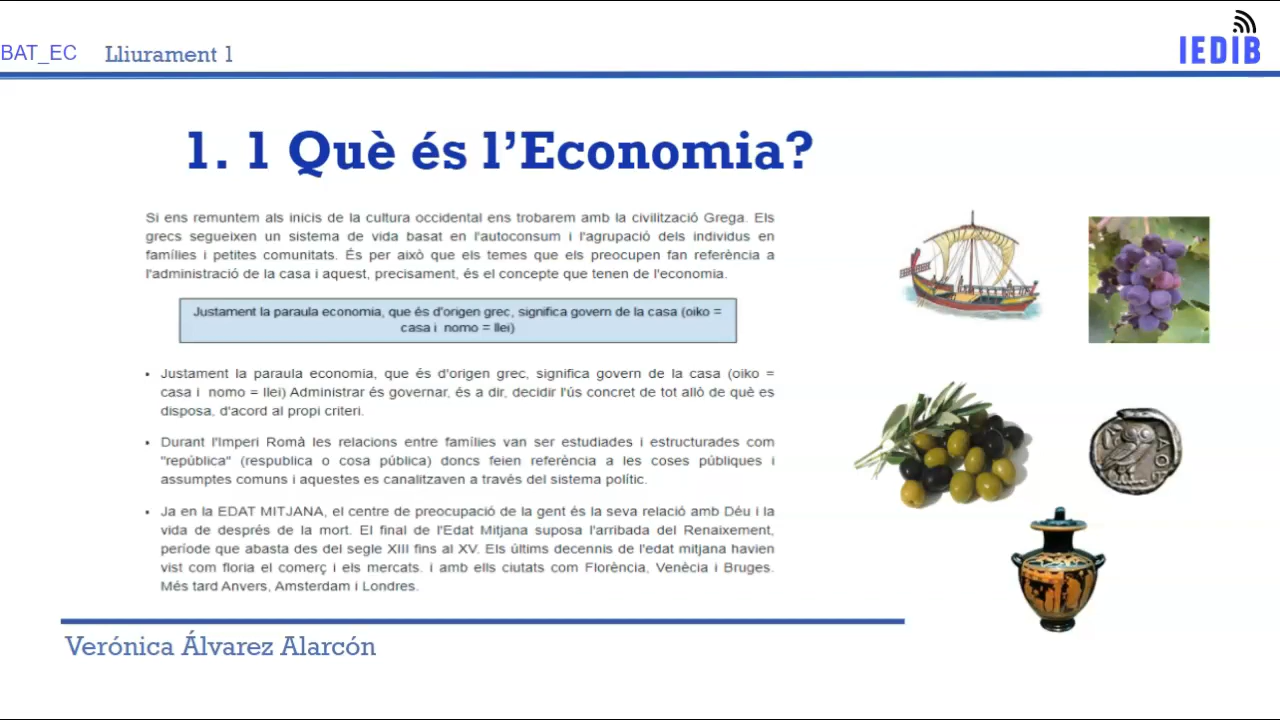 BAT_EC Lliurament 1
IEDIB
1. 1 Què és l'Economia?
Si ens remuntem als inicis de la cultura occidental ens trobarem amb la civilització Grega. Els
grecs segueixen un sistema de vida basat en l'autoconsum i l'agrupació dels individus en
famílies i petites comunitats. És per això que els temes que els preocupen fan referència a
l'administració de la casa i aquest, precisament, és el concepte que tenen de l'economia.
Justament la paraula economia, que és d'origen grec, significa govern de la casa (oiko =
casa i nomo = llei)
• Justament la paraula economia, que és d'origen grec, significa govern de la casa (oiko =
casa i nomo = llei) Administrar és governar, és a dir, decidir l'ús concret de tot allò de què es
disposa, d'acord al propi criteri.
• Durant l'Imperi Romà les relacions entre famílies van ser estudiades i estructurades com
"república" (respublica o cosa pública) doncs feien referència a les coses públiques i
assumptes comuns i aquestes es canalitzaven a través del sistema polític.
• Ja en la EDAT MITJANA, el centre de preocupació de la gent és la seva relació amb Déu i la
vida de després de la mort. El final de l'Edat Mitjana suposa l'arribada del Renaixement,
període que abasta des del segle XIII fins al XV. Els últims decennis de l'edat mitjana havien
vist com floria el comerç i els mercats. i amb ells ciutats com Florència, Venècia i Bruges.
Més tard Anvers, Amsterdam i Londres.
Verónica Álvarez Alarcón